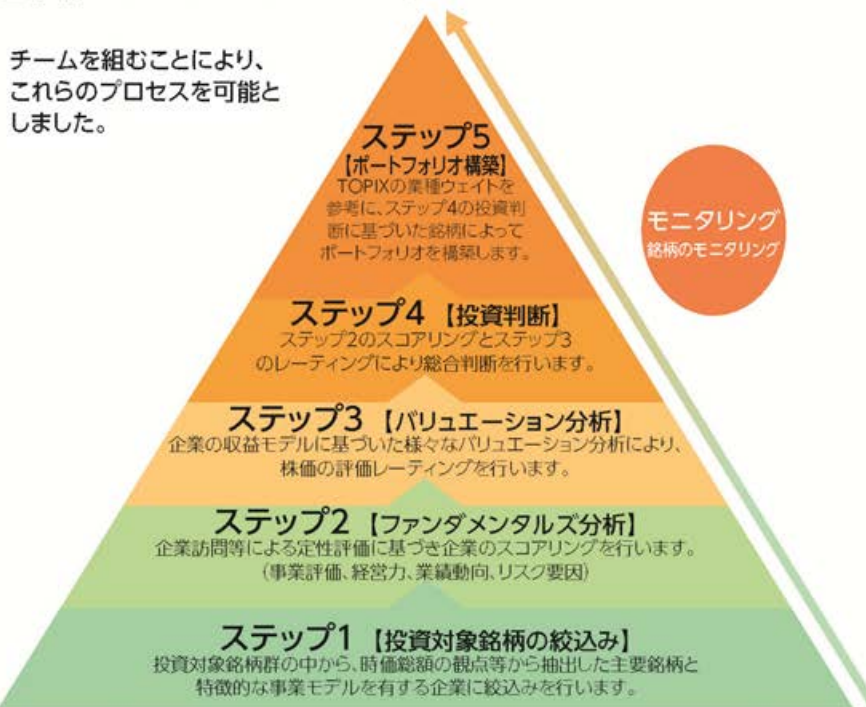 チームを組むことにより、
これらのプロセスを可能と
しました。
ステップ5
【ポートフォリオ構築】
TOPIXの業種ウェイトを
参考に、ステップ4の投資判
断に基づいた銘柄によって
ポートフォリオを構築します。
モニタリング
銘柄のモニタリング
ステップ4 【投資判断】
ステップ2のスコアリングとステップ3
のレーティングにより総合判断を行います。
ステップ3 【バリュエーション分析】
企業の収益モデルに基づいた様々なバリュエーション分析により、
株価の評価レーティングを行います。
ステップ2 【ファンダメンタルズ分析】
企業訪問等による定性評価に基づき企業のスコアリングを行います。
(事業評価、経営力、業績動向、リスク要因)
ステップ1 【投資対象銘柄の絞込み】
投資対象銘柄群の中から、時価総額の観点等から抽出した主要銘柄と
特徴的な事業モデルを有する企業に絞込みを行います。